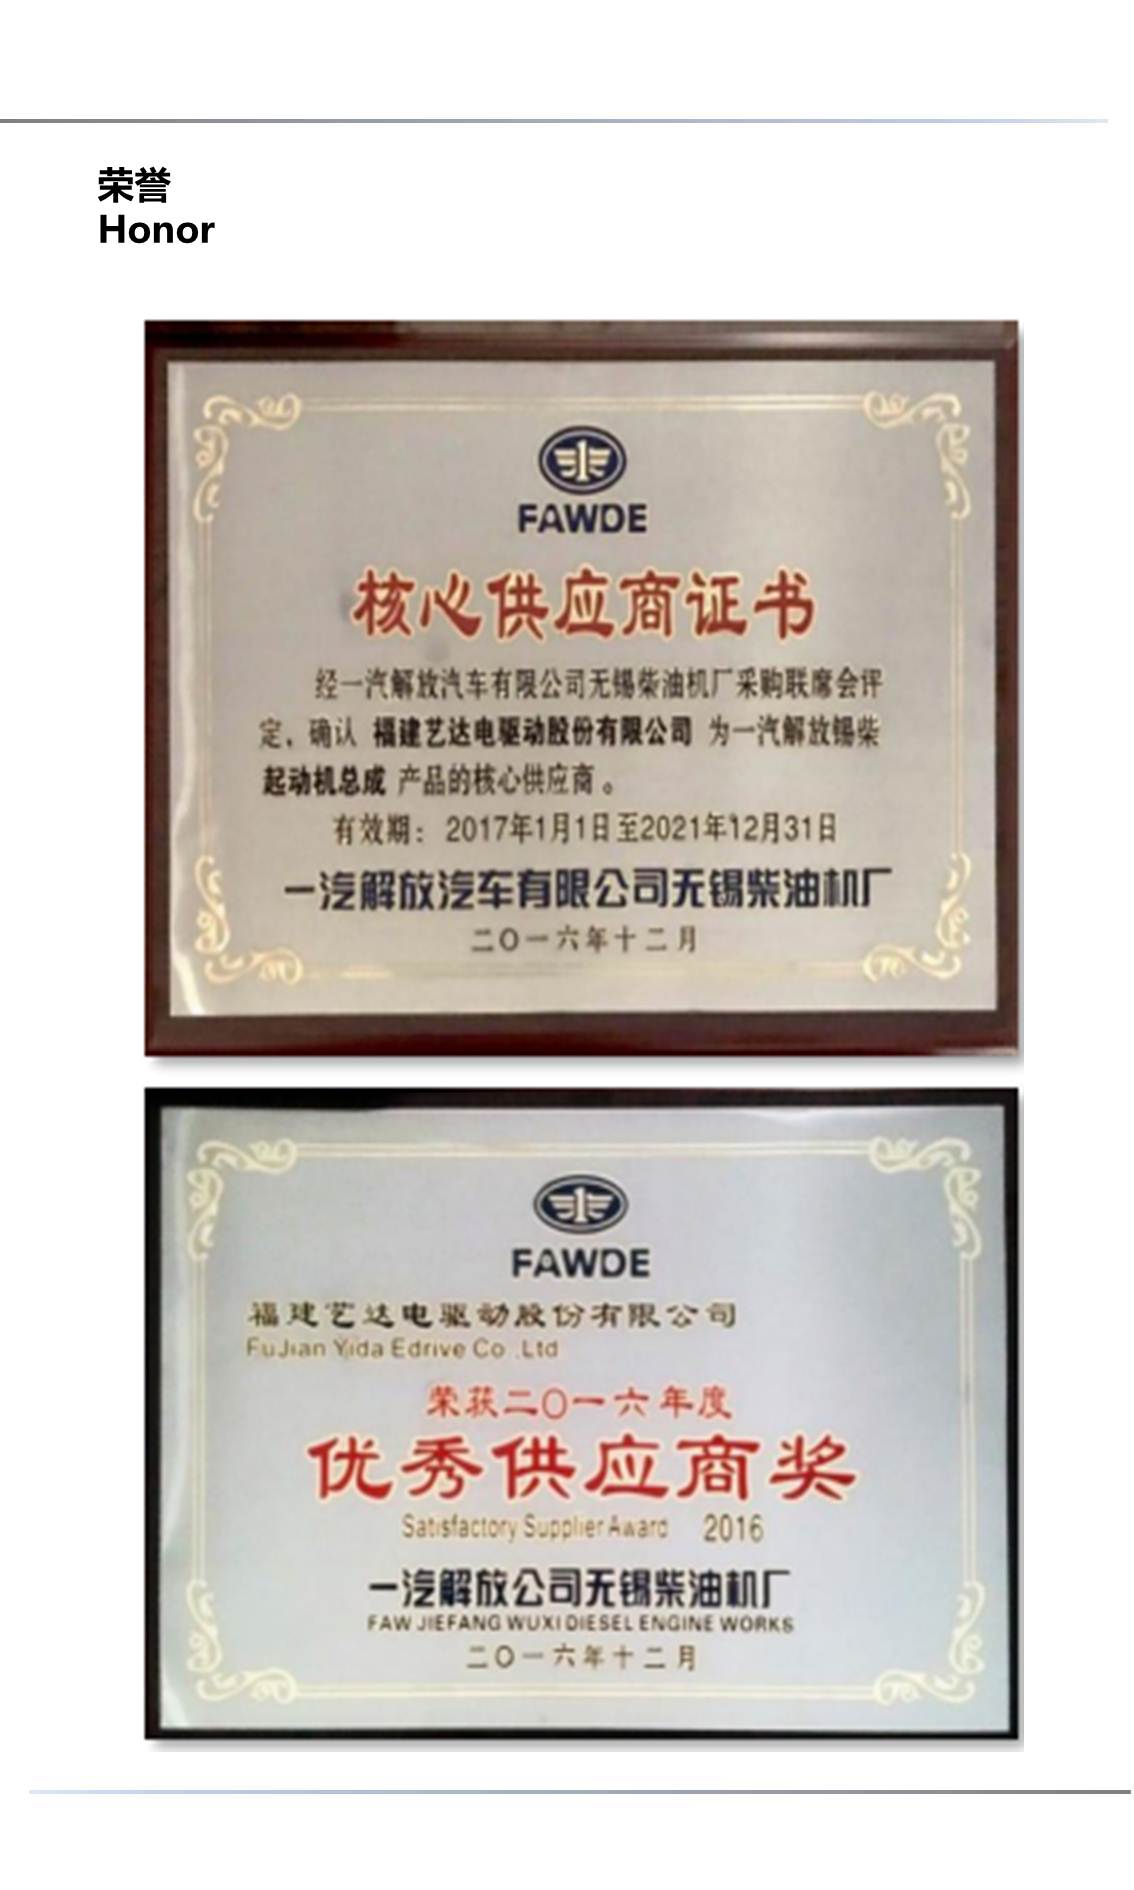 荣誉
Honor
FAWDE
核心供应商证书
经一汽解放汽车有限公司无锡柴油机厂采购联席会评
定，确认 福建艺达电驱动股份有限公司 为一汽解放锡柴
起动机总成 产品的核心供应商。
有效期：2017年1月1日至2021年12月31日
一汽解放汽车有限公司无锡柴油机厂
二〇一六年十二月
FAWDE
福建艺达电驱动股份有限公司
FuJian Yida Edrive Co .Ltd
荣获二〇一六年度
优秀供应商奖
Satisfactory Supplier Award 2016
一汽解放公司无锡柴油机厂
FAW JIEFANG WUXI DIESEL ENGINE WORKS
二〇一六年十二月